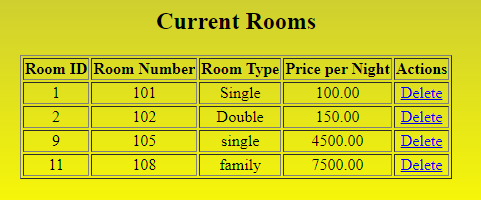 Current Rooms
Room ID Room Number Room Type Price per Night Actions
1 101 Single 100.00 Delete
2 102 Double 150.00 Delete
9 105 single 4500.00 Delete
11 108 family 7500.00 Delete